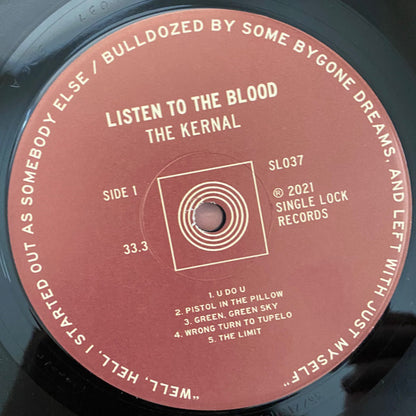 "WELL, HELL, I STARTED OUT AS SOMEBODY ELSE / BULLDOZED BY SOME BYGONE DREAMS, AND LEFT WITH JUST MYSELF"
LISTEN TO THE BLOOD
THE KERNAL
SIDE 1
SL037
33.3
℗ 2021
SINGLE LOCK
RECORDS
1. U DO U
2. PISTOL IN THE PILLOW
3. GREEN, GREEN SKY
4. WRONG TURN TO TUPELO
5. THE LIMIT